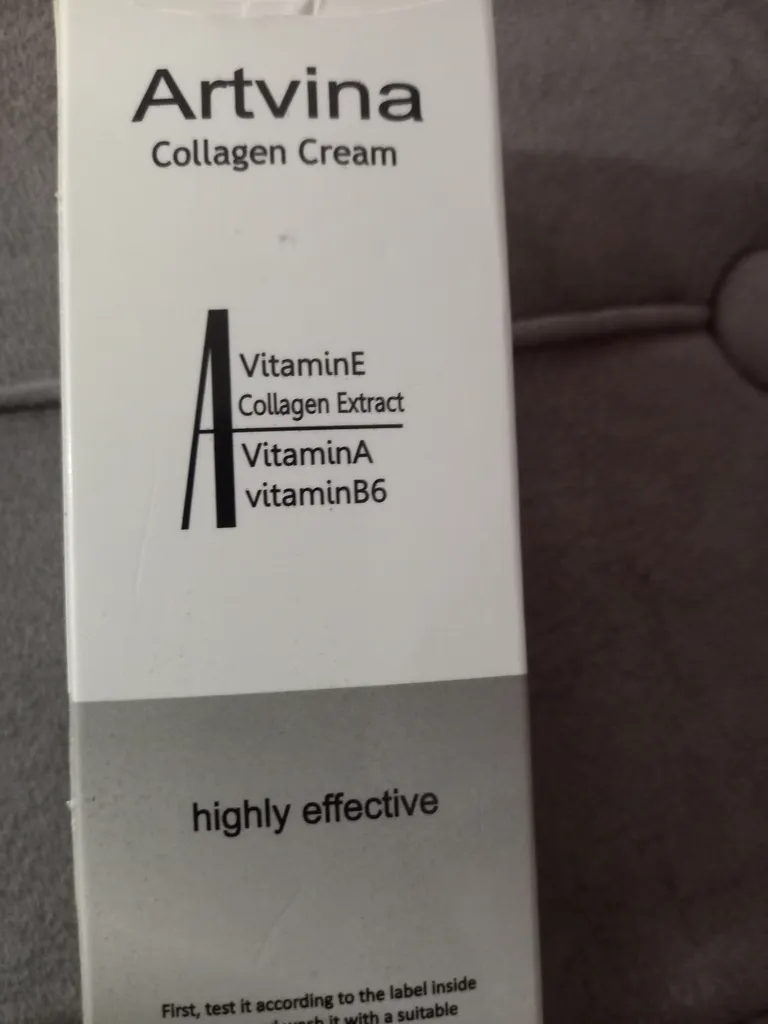 Artvina
Collagen Cream
VitaminE
Collagen Extract
VitaminA
vitaminB6
highly effective
First, test it according to the label inside
it with a suitable